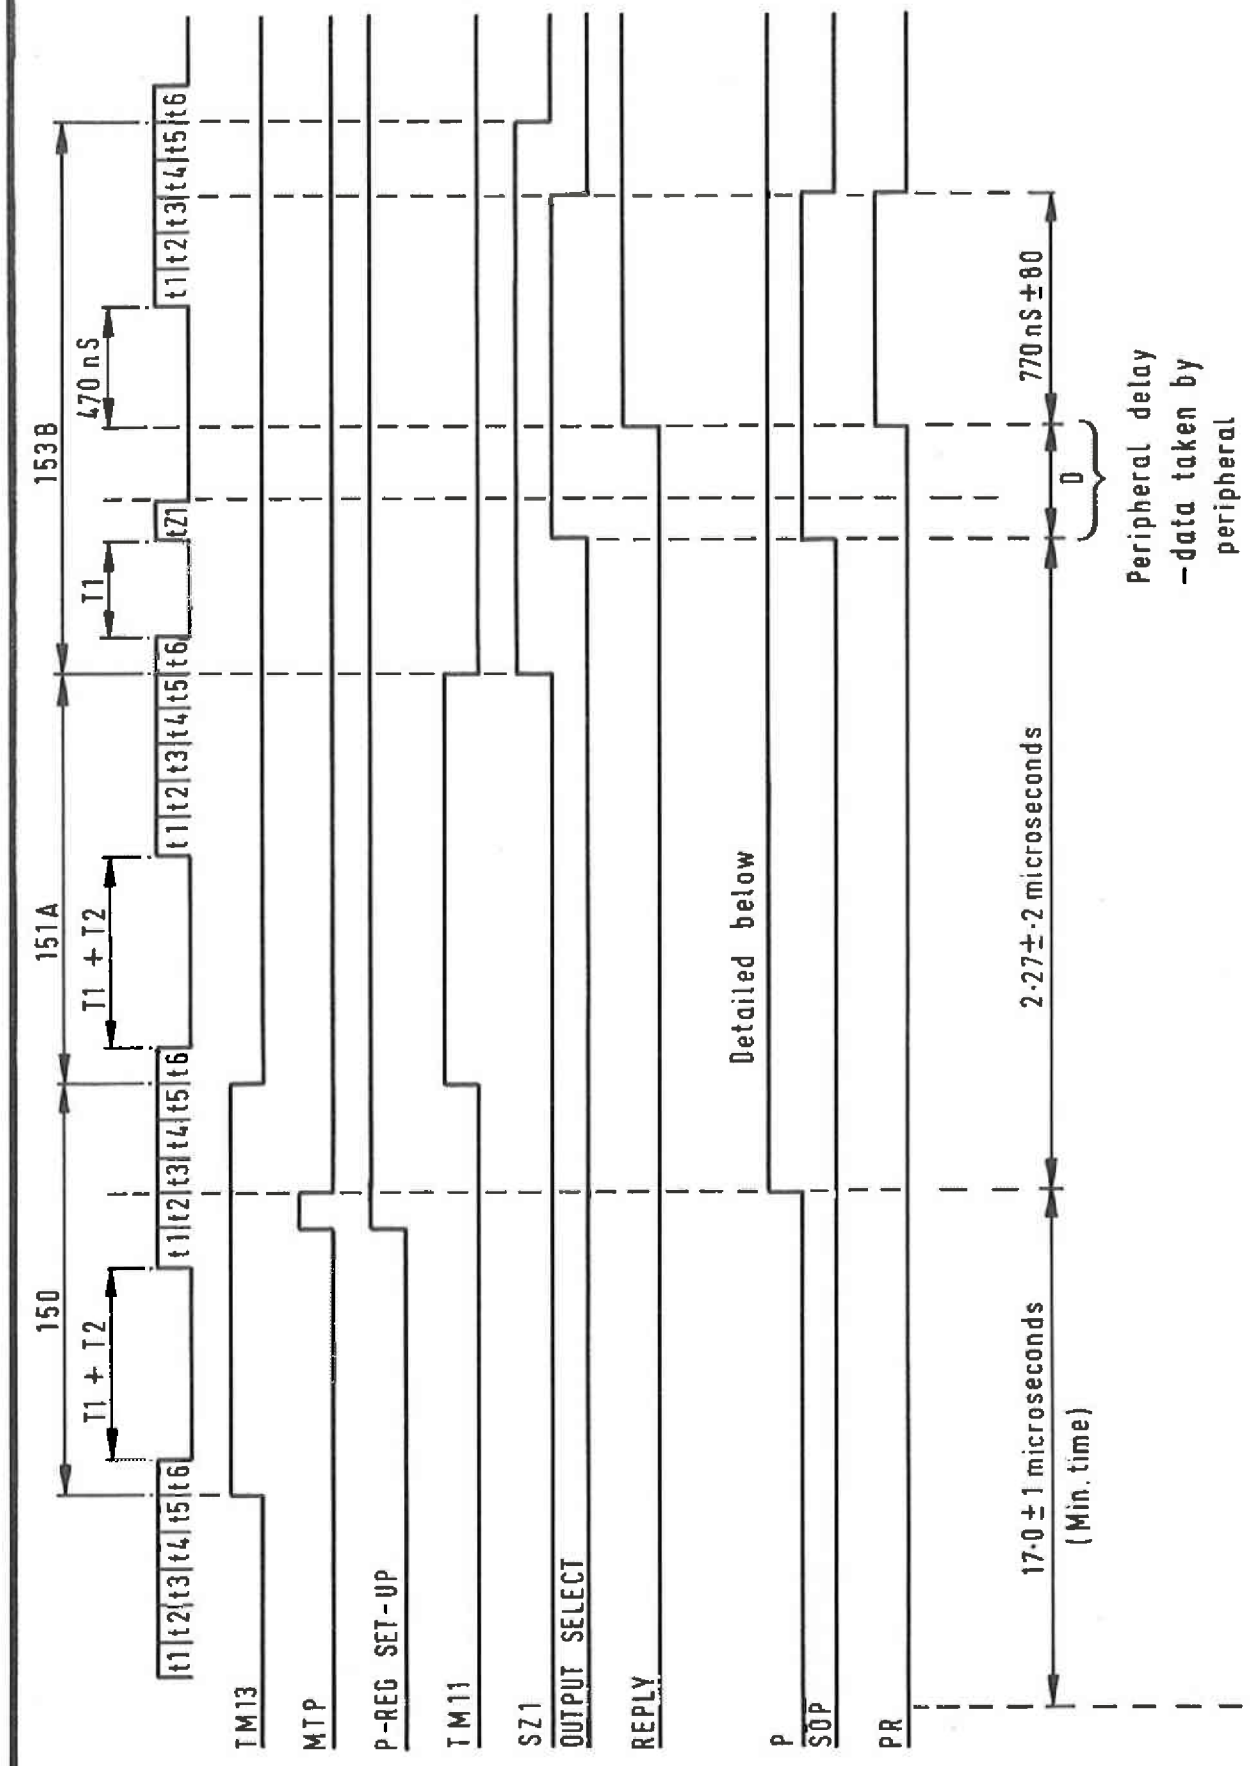 150
151A
153B
T1 + T2
T1 + T2
T1
470 nS
t1 t2 t3 t4 t5 t6
t1 t2 t3 t4 t5 t6
t1 t2 t3 t4 t5 t6
tZ1
t1 t2 t3 t4 t5 t6
TM13
MTP
P-REG SET-UP
TM11
SZ1
OUTPUT SELECT
REPLY
Detailed below
P
SOP
PR
17·0 ± 1 microseconds
(Min. time)
2·27±·2 microseconds
D
770 nS ±80
Peripheral delay
-data taken by
peripheral